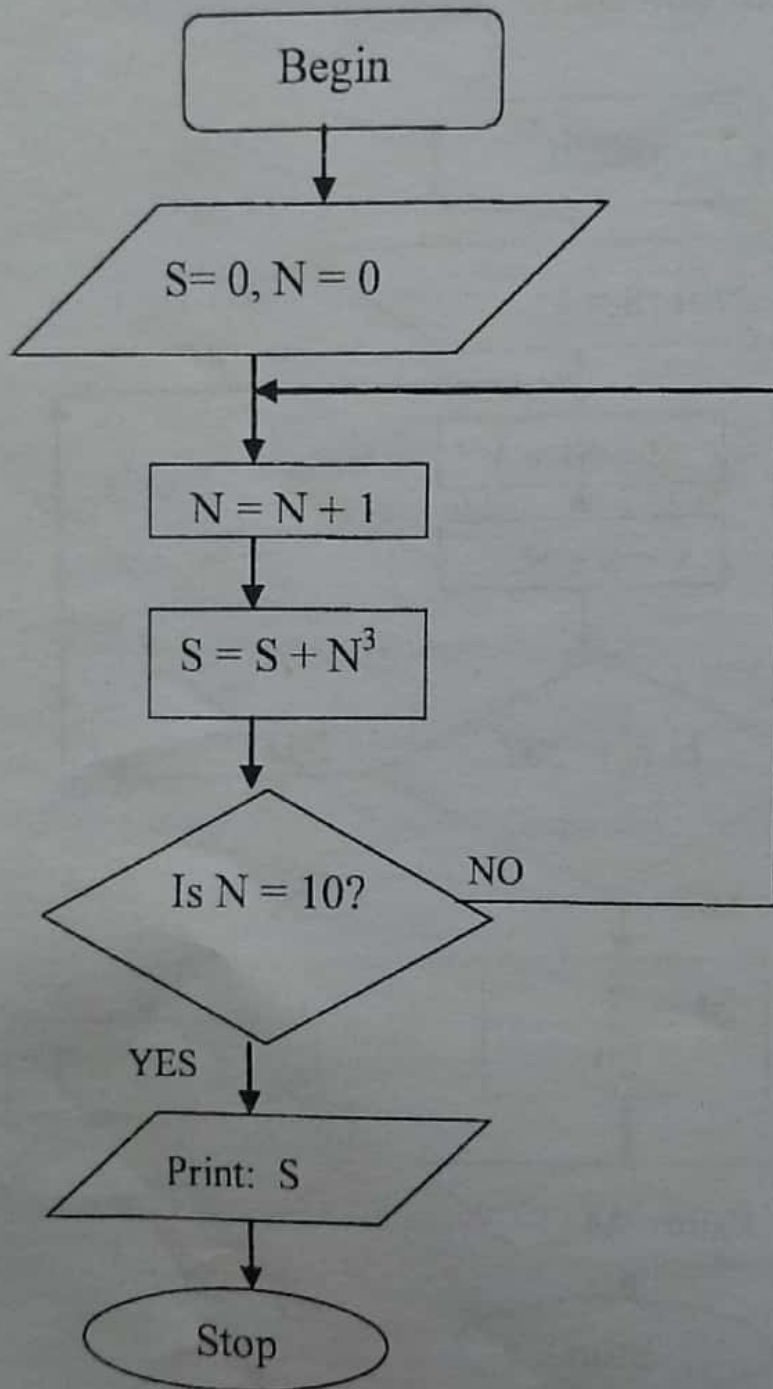 Begin
S= 0, N = 0
N = N + 1
S = S + N³
Is N = 10?
NO
YES
Print: S
Stop